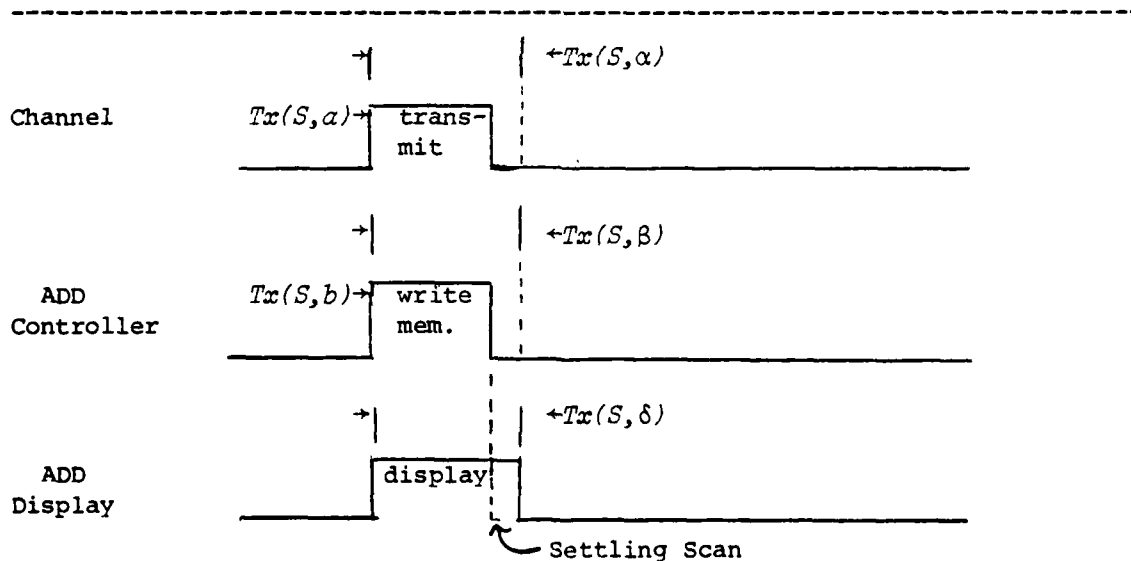 →| |←Tx(S,α)
Channel Tx(S,a)→ trans-
mit
→| |←Tx(S,β)
ADD Tx(S,b)→ write
Controller mem.
→| |←Tx(S,δ)
ADD display
Display
Settling Scan